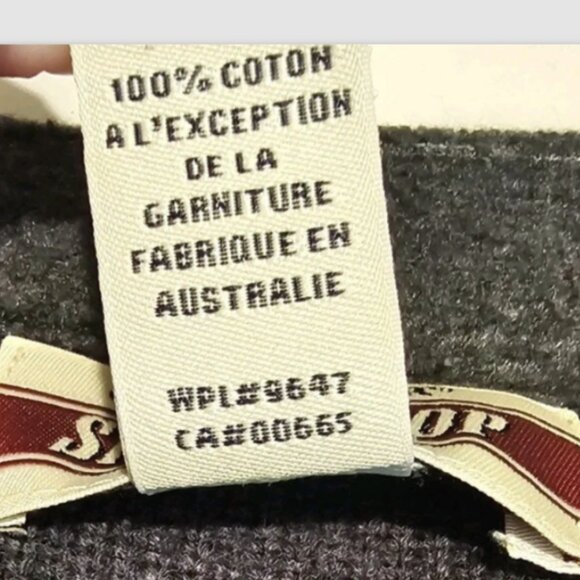 100% COTON
A L'EXCEPTION
DE LA
GARNITURE
FABRIQUE EN
AUSTRALIE
WPL#9647
CA#00665